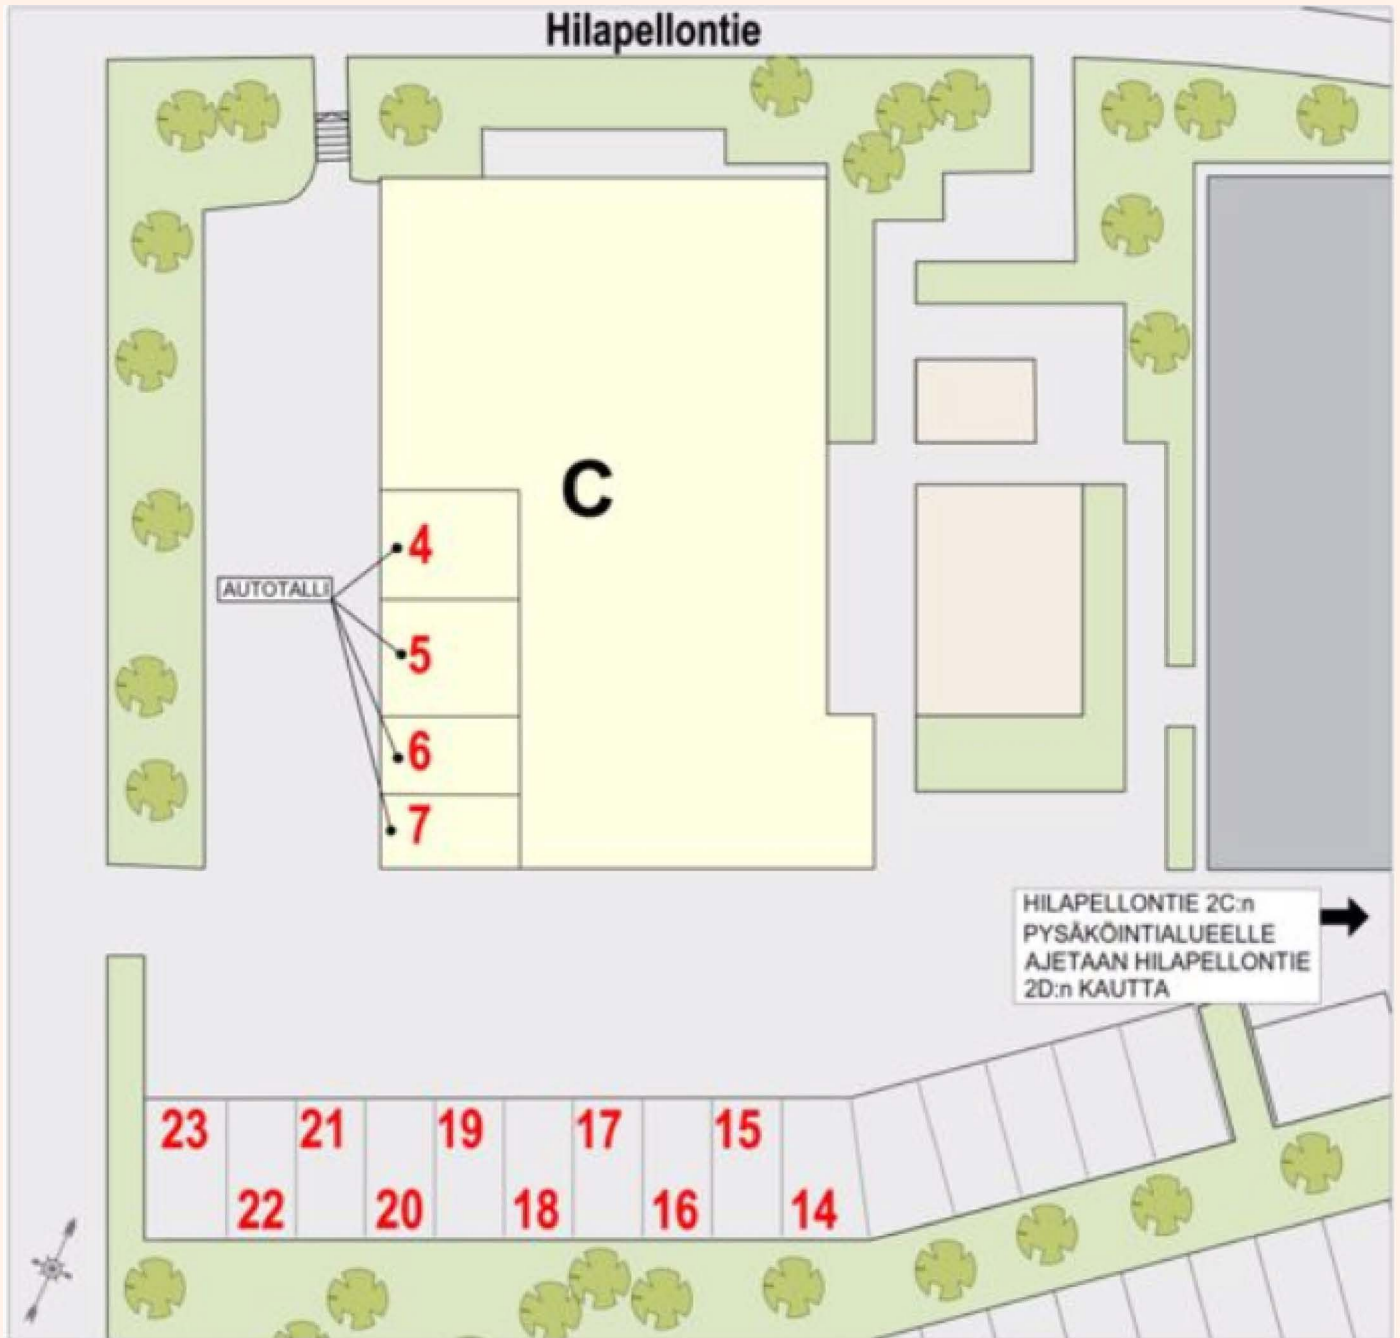 Hilapellontie
C
4
AUTOTALLI
5
6
7
HILAPELLONTIE 2C:n
PYSÄKÖINTIALUEELLE
AJETAAN HILAPELLONTIE
2D:n KAUTTA
23 21 19 17 15
22 20 18 16 14